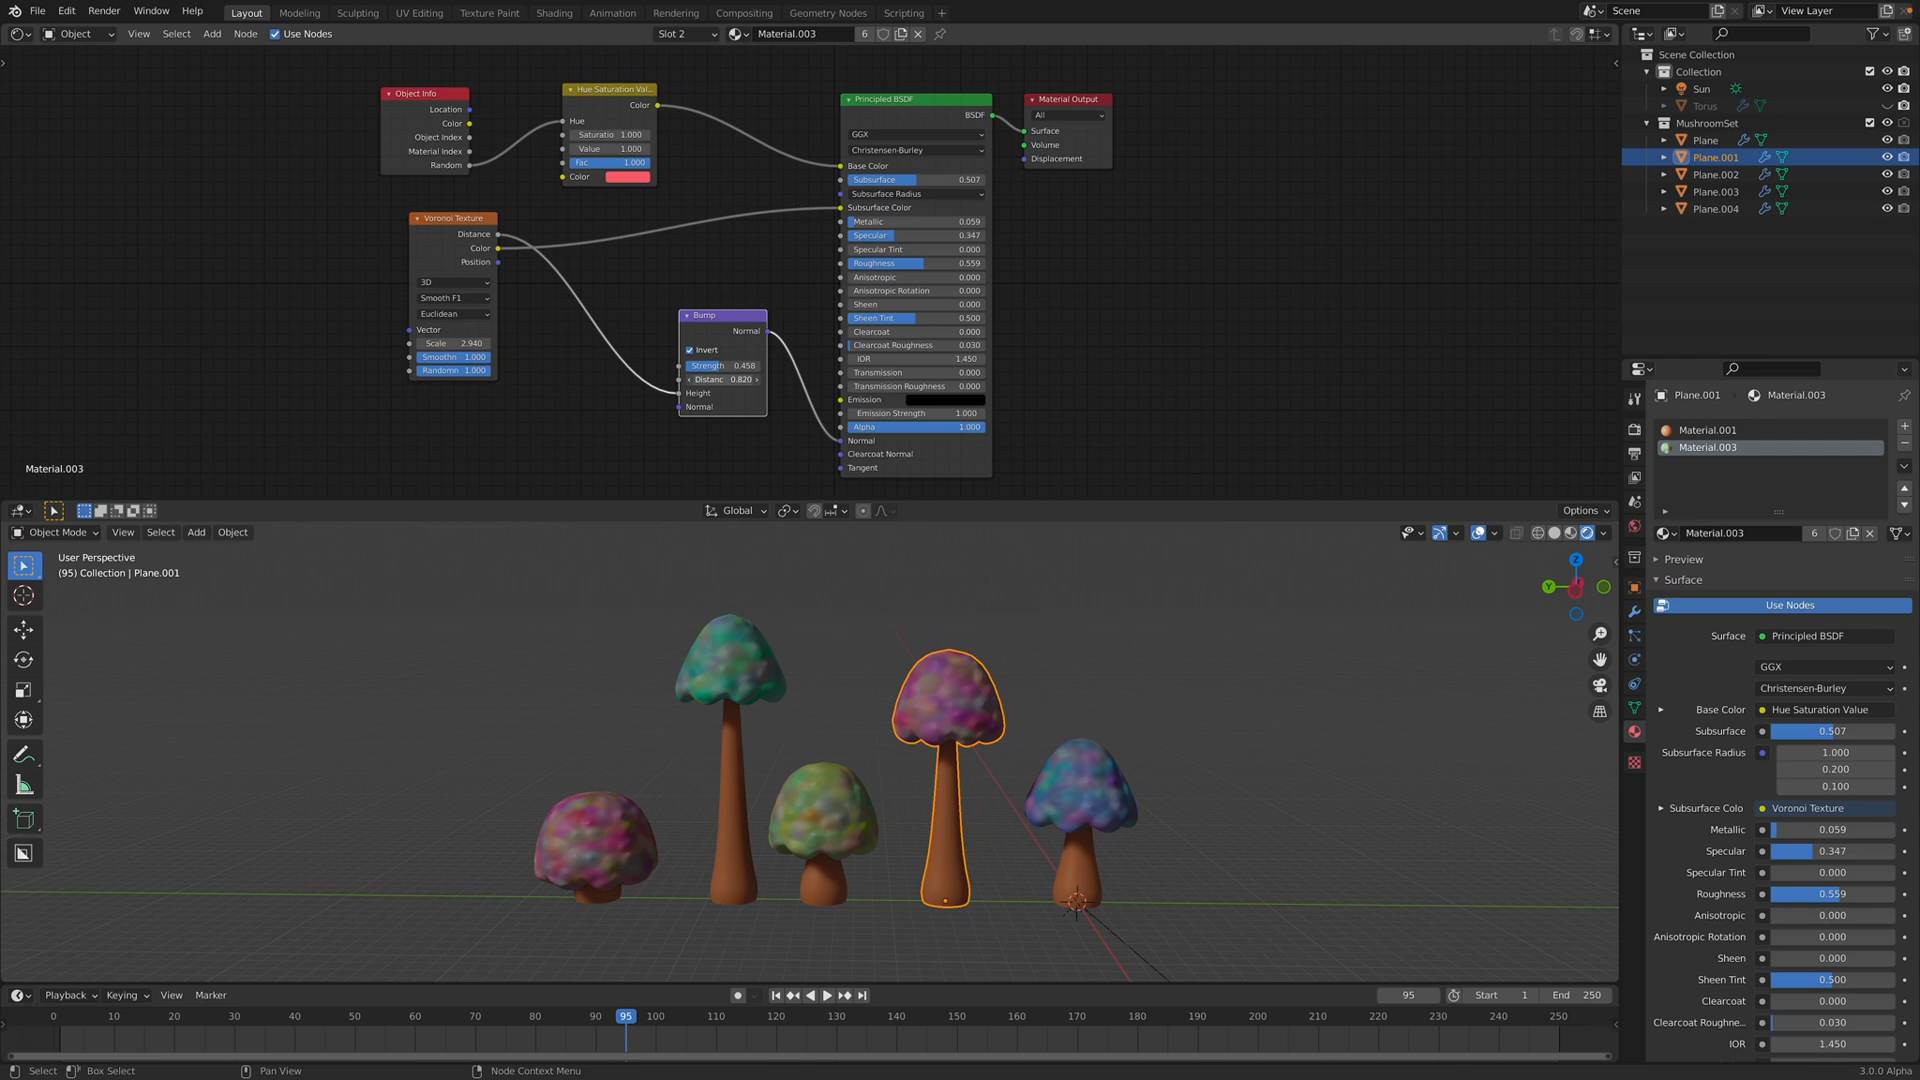 File Edit Render Window Help Layout Modeling Sculpting UV Editing Texture Paint Shading Animation Rendering Compositing Geometry Nodes Scripting + Scene View Layer
Object View Select Add Node Use Nodes Slot 2 Material.003 6
Object Info
Location
Color
Object Index
Material Index
Random
Hue Saturation Val...
Color
Hue
Saturatio 1.000
Value 1.000
Fac 1.000
Color
Voronoi Texture
Distance
Color
Position
3D
Smooth F1
Euclidean
Vector
Scale 2.940
Smoothn 1.000
Randomn 1.000
Bump
Normal
Invert
Strength 0.458
Distanc 0.820
Height
Normal
Principled BSDF
BSDF
GGX
Christensen-Burley
Base Color
Subsurface 0.507
Subsurface Radius
Subsurface Color
Metallic 0.059
Specular 0.347
Specular Tint 0.000
Roughness 0.559
Anisotropic 0.000
Anisotropic Rotation 0.000
Sheen 0.000
Sheen Tint 0.500
Clearcoat 0.000
Clearcoat Roughness 0.030
IOR 1.450
Transmission 0.000
Transmission Roughness 0.000
Emission
Emission Strength 1.000
Alpha 1.000
Normal
Clearcoat Normal
Tangent
Material Output
All
Surface
Volume
Displacement
Material.003
Scene Collection
Collection
Sun
Torus
MushroomSet
Plane
Plane.001
Plane.002
Plane.003
Plane.004
Plane.001 Material.003
Material.001
Material.003
Material.003 6
Preview
Surface
Use Nodes
Surface Principled BSDF
GGX
Christensen-Burley
Base Color Hue Saturation Value
Subsurface 0.507
Subsurface Radius 1.000
0.200
0.100
Subsurface Colo Voronoi Texture
Metallic 0.059
Specular 0.347
Specular Tint 0.000
Roughness 0.559
Anisotropic 0.000
Anisotropic Rotation 0.000
Sheen 0.000
Sheen Tint 0.500
Clearcoat 0.000
Clearcoat Roughne... 0.030
IOR 1.450
Global Options
Object Mode View Select Add Object
User Perspective
(95) Collection | Plane.001
Z
Y
Playback Keying View Marker 95 Start 1 End 250
0 10 20 30 40 50 60 70 80 90 95 100 110 120 130 140 150 160 170 180 190 200 210 220 230 240 250
Select Box Select Pan View Node Context Menu 3.0.0 Alpha